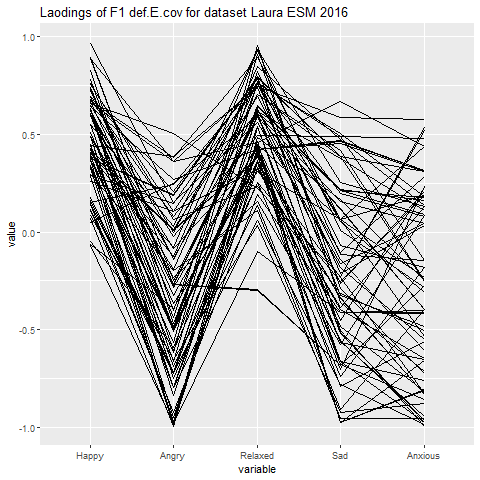 Laodings of F1 def.E.cov for dataset Laura ESM 2016
1.0
0.5
0.0
-0.5
-1.0
value
Happy Angry Relaxed Sad Anxious
variable